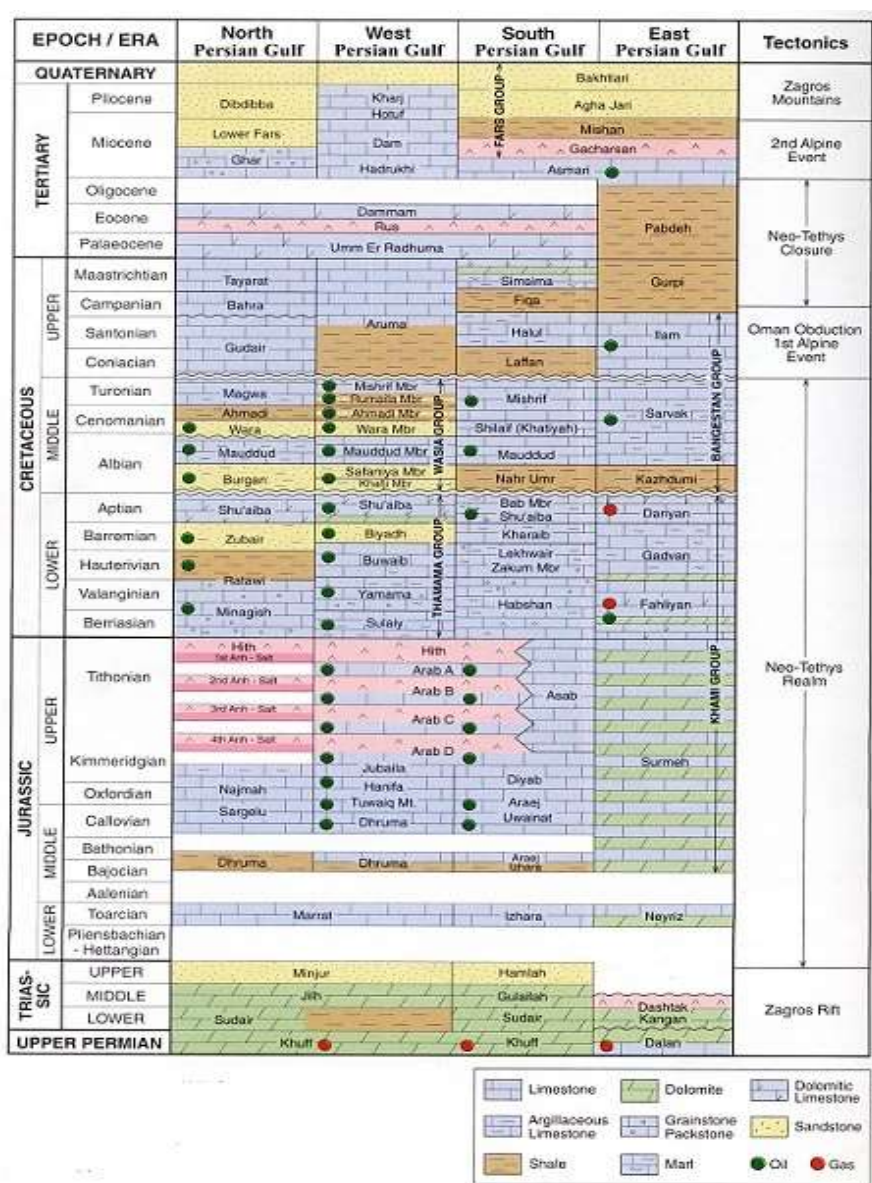 EPOCH / ERA
North
Persian Gulf
West
Persian Gulf
South
Persian Gulf
East
Persian Gulf
Tectonics
QUATERNARY
Bakhtiari
Zagros
Mountains
TERTIARY
Pliocene
Dibdibba
Kharj
Hofuf
FARS GROUP
Agha Jari
Miocene
Lower Fars
Mishan
Dam
Gachsaran
2nd Alpine
Event
Ghar
Hadrukhi
Asmari
Oligocene
Eocene
Dammam
Pabdeh
Neo-Tethys
Closure
Rus
Palaeocene
Umm Er Radhuma
CRETACEOUS
UPPER
Maastrichtian
Tayarat
Simsima
Gurpi
Campanian
Bahra
Fiqa
Aruma
Santonian
Gudair
Halul
Ilam
Oman Obduction
1st Alpine
Event
Coniacian
Laffan
MIDDLE
Turonian
Magwa
Mishrif Mbr
Rumaila Mbr
Mishrif
BANGESTAN GROUP
Cenomanian
Ahmadi
Ahmadi Mbr
WASIA GROUP
Sarvak
Wara
Wara Mbr
Shilaif (Khatiyah)
Albian
Mauddud
Mauddud Mbr
Mauddud
Burgan
Safaniya Mbr
Khafji Mbr
Nahr Umr
Kazhdumi
LOWER
Aptian
Shu'aiba
Shu'aiba
Bab Mbr
Shu'aiba
Dariyan
Barremian
Zubair
Biyadh
THAMAMA GROUP
Kharaib
Gadvan
Hauterivian
Ratawi
Buwaib
Lekhwair
Zakum Mbr
Valanginian
Minagish
Yamama
Habshan
Fahliyan
Berriasian
Sulaiy
JURASSIC
UPPER
Tithonian
Hith
1st Anh - Salt
Hith
KHAMI GROUP
Neo-Tethys
Realm
2nd Anh - Salt
Arab A
Arab B
Asab
3rd Anh - Salt
Arab C
4th Anh - Salt
Arab D
Kimmeridgian
Jubaila
Surmeh
Oxfordian
Najmah
Hanifa
Diyab
MIDDLE
Callovian
Sargelu
Tuwaiq Mt.
Dhruma
Araej
Uwainat
Bathonian
Bajocian
Dhruma
Dhruma
Araej
Aalenian
LOWER
Toarcian
Marrat
Izhara
Neyriz
Pliensbachian
- Hettangian
TRIAS-
SIC
UPPER
Minjur
Hamlah
Zagros Rift
MIDDLE
Jilh
Gulailah
Dashtak
LOWER
Sudair
Sudair
Kangan
UPPER PERMIAN
Khuff
Khuff
Dalan
Limestone
Dolomite
Dolomitic
Limestone
Argillaceous
Limestone
Grainstone
Packstone
Sandstone
Shale
Marl
Oil
Gas